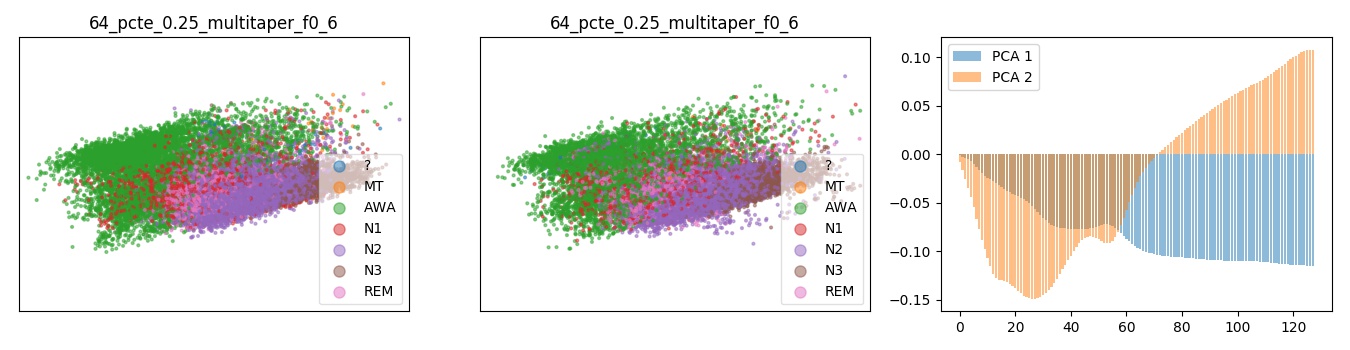 64_pcte_0.25_multitaper_f0_6
?
MT
AWA
N1
N2
N3
REM
64_pcte_0.25_multitaper_f0_6
?
MT
AWA
N1
N2
N3
REM
PCA 1
PCA 2
0.10
0.05
0.00
−0.05
−0.10
−0.15
0 20 40 60 80 100 120